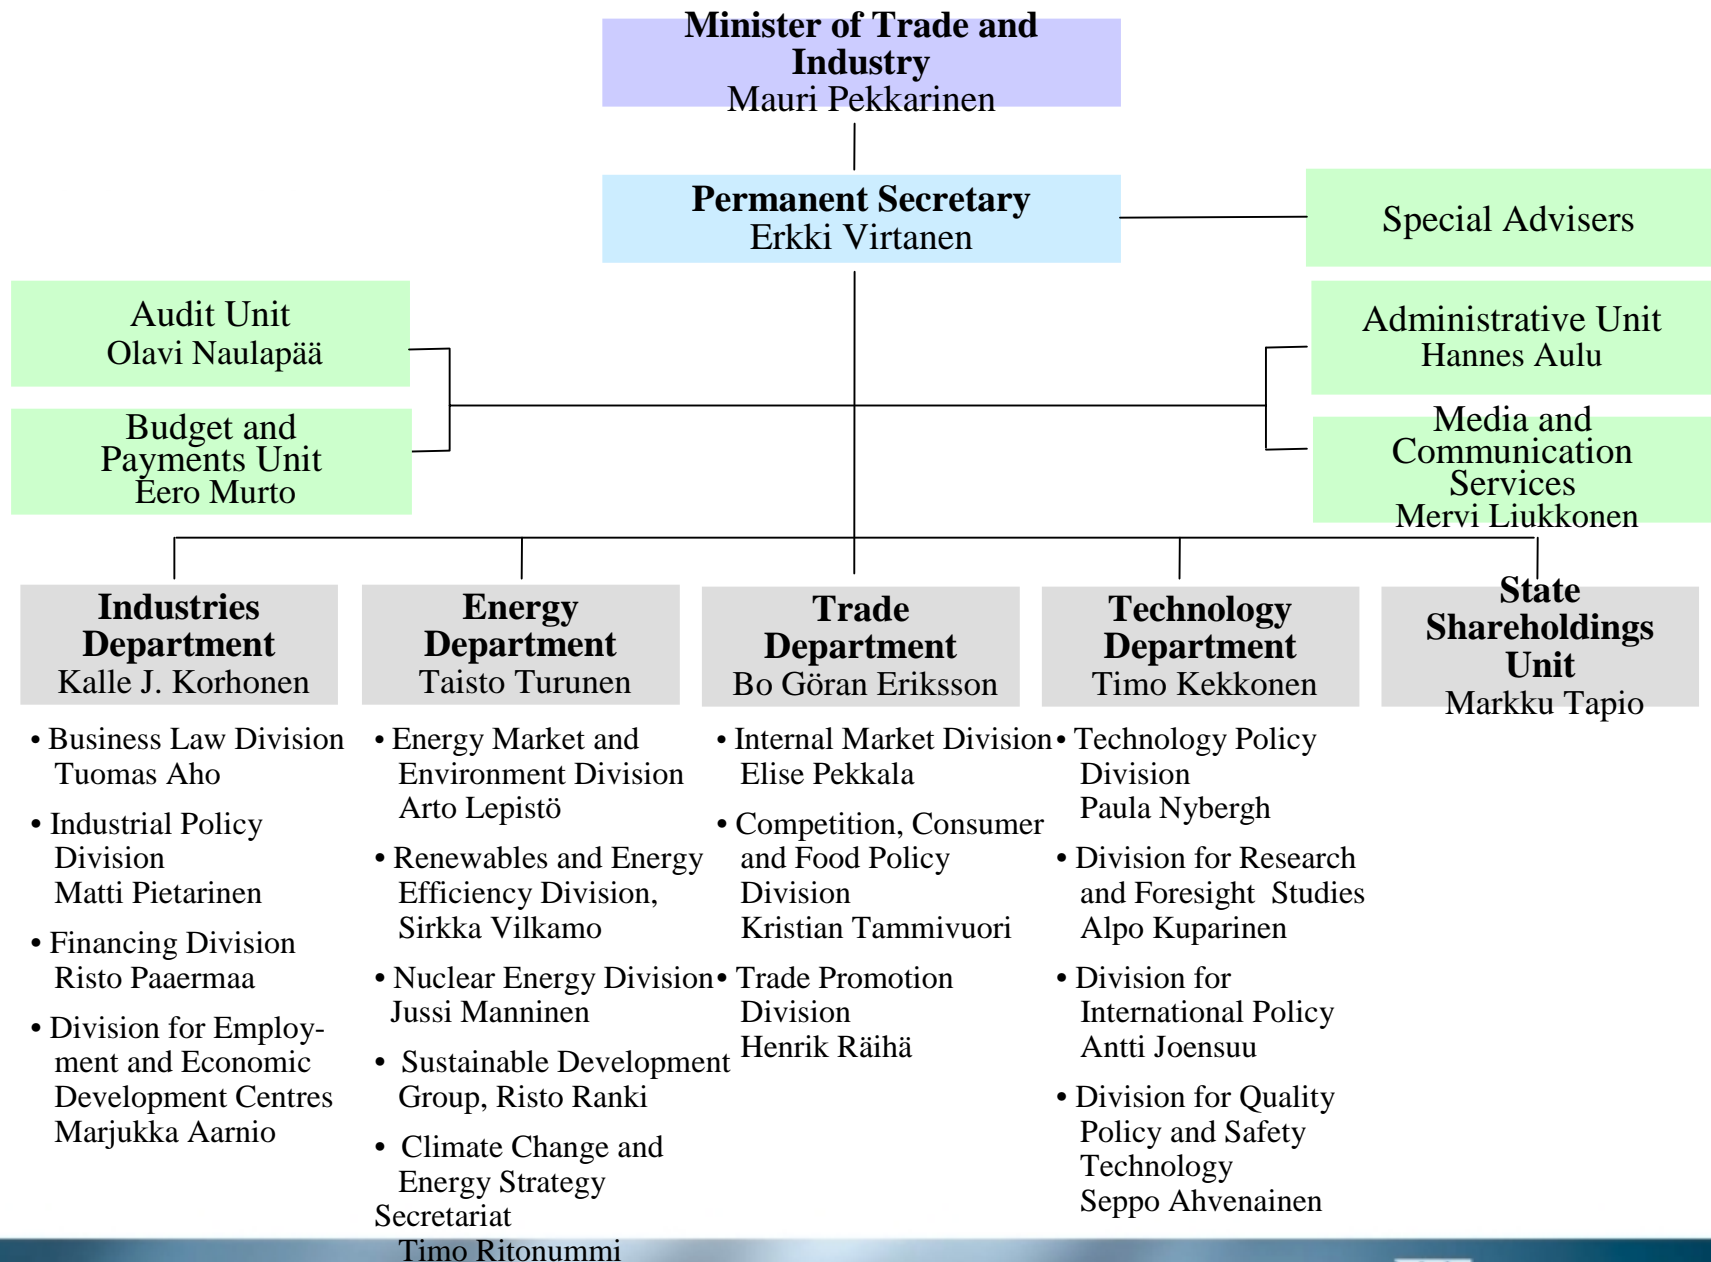 Minister of Trade and
Industry
Mauri Pekkarinen
Permanent Secretary
Erkki Virtanen
Special Advisers
Audit Unit
Olavi Naulapää
Administrative Unit
Hannes Aulu
Budget and
Payments Unit
Eero Murto
Media and
Communication
Services
Mervi Liukkonen
Industries
Department
Kalle J. Korhonen
• Business Law Division
Tuomas Aho
• Industrial Policy
Division
Matti Pietarinen
• Financing Division
Risto Paaermaa
• Division for Employ-
ment and Economic
Development Centres
Marjukka Aarnio
Energy
Department
Taisto Turunen
• Energy Market and
Environment Division
Arto Lepistö
• Renewables and Energy
Efficiency Division,
Sirkka Vilkamo
• Nuclear Energy Division
Jussi Manninen
• Sustainable Development
Group, Risto Ranki
• Climate Change and
Energy Strategy
Secretariat
Timo Ritonummi
Trade
Department
Bo Göran Eriksson
• Internal Market Division
Elise Pekkala
• Competition, Consumer
and Food Policy
Division
Kristian Tammivuori
• Trade Promotion
Division
Henrik Räihä
Technology
Department
Timo Kekkonen
• Technology Policy
Division
Paula Nybergh
• Division for Research
and Foresight Studies
Alpo Kuparinen
• Division for
International Policy
Antti Joensuu
• Division for Quality
Policy and Safety
Technology
Seppo Ahvenainen
State
Shareholdings
Unit
Markku Tapio